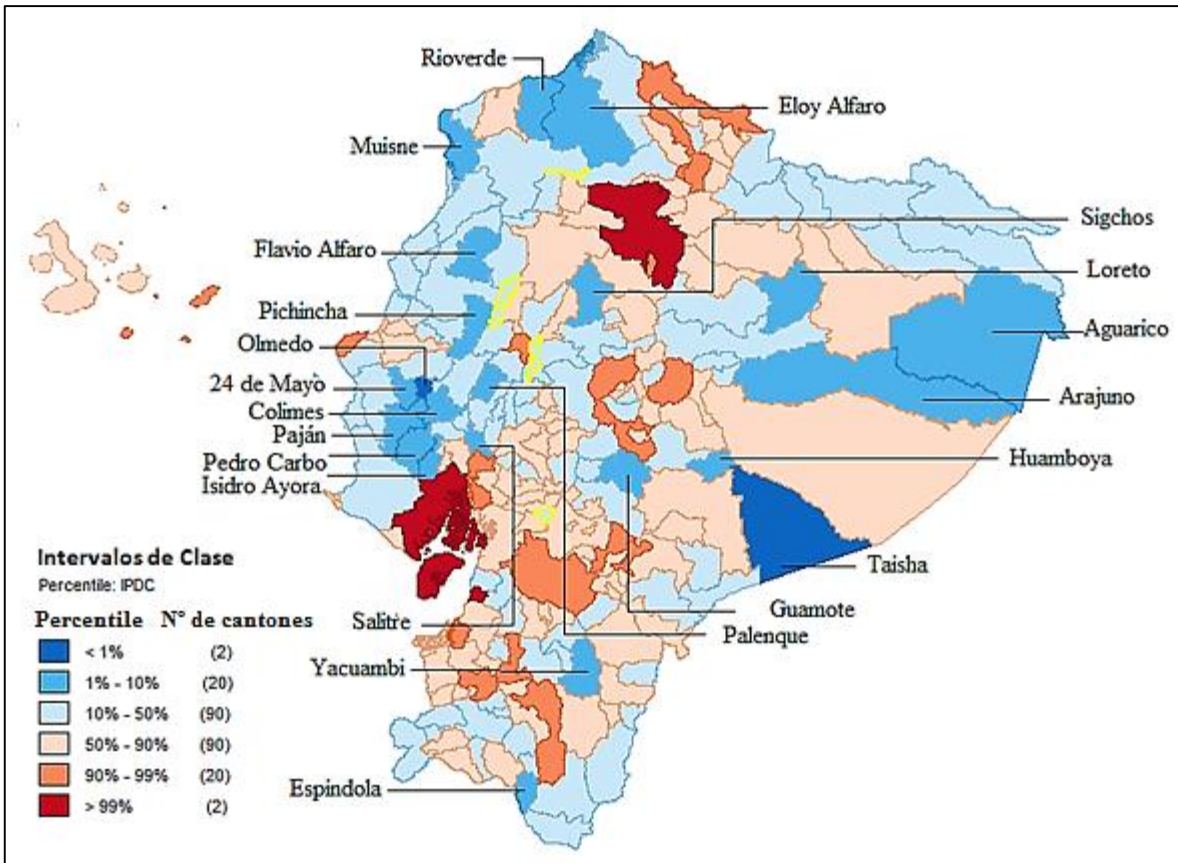 Rioverde
Eloy Alfaro
Muisne
Sigchos
Flavio Alfaro
Loreto
Pichincha
Aguarico
Olmedo
24 de Mayo
Arajuno
Colimes
Paján
Pedro Carbo
Huamboya
Isidro Ayora
Taisha
Guamote
Salitre
Palenque
Yacuambi
Espindola
Intervalos de Clase
Percentile: IPDC
Percentile N° de cantones
< 1% (2)
1% - 10% (20)
10% - 50% (90)
50% - 90% (90)
90% - 99% (20)
> 99% (2)